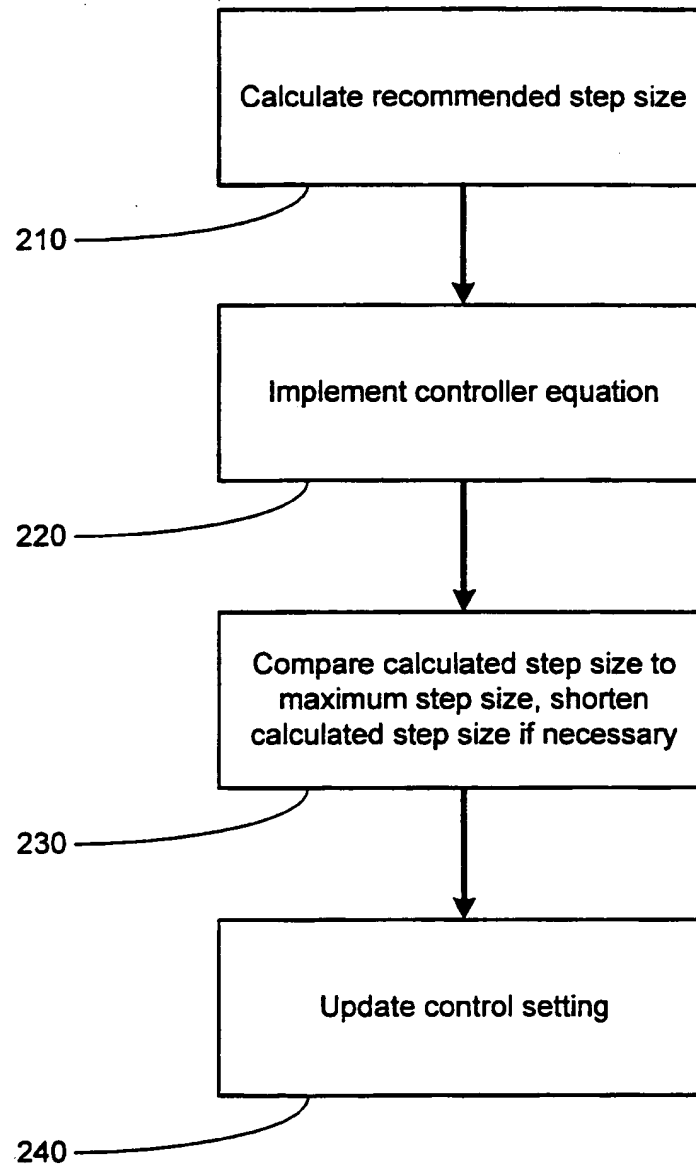 Calculate recommended step size
210
Implement controller equation
220
Compare calculated step size to
maximum step size, shorten
calculated step size if necessary
230
Update control setting
240